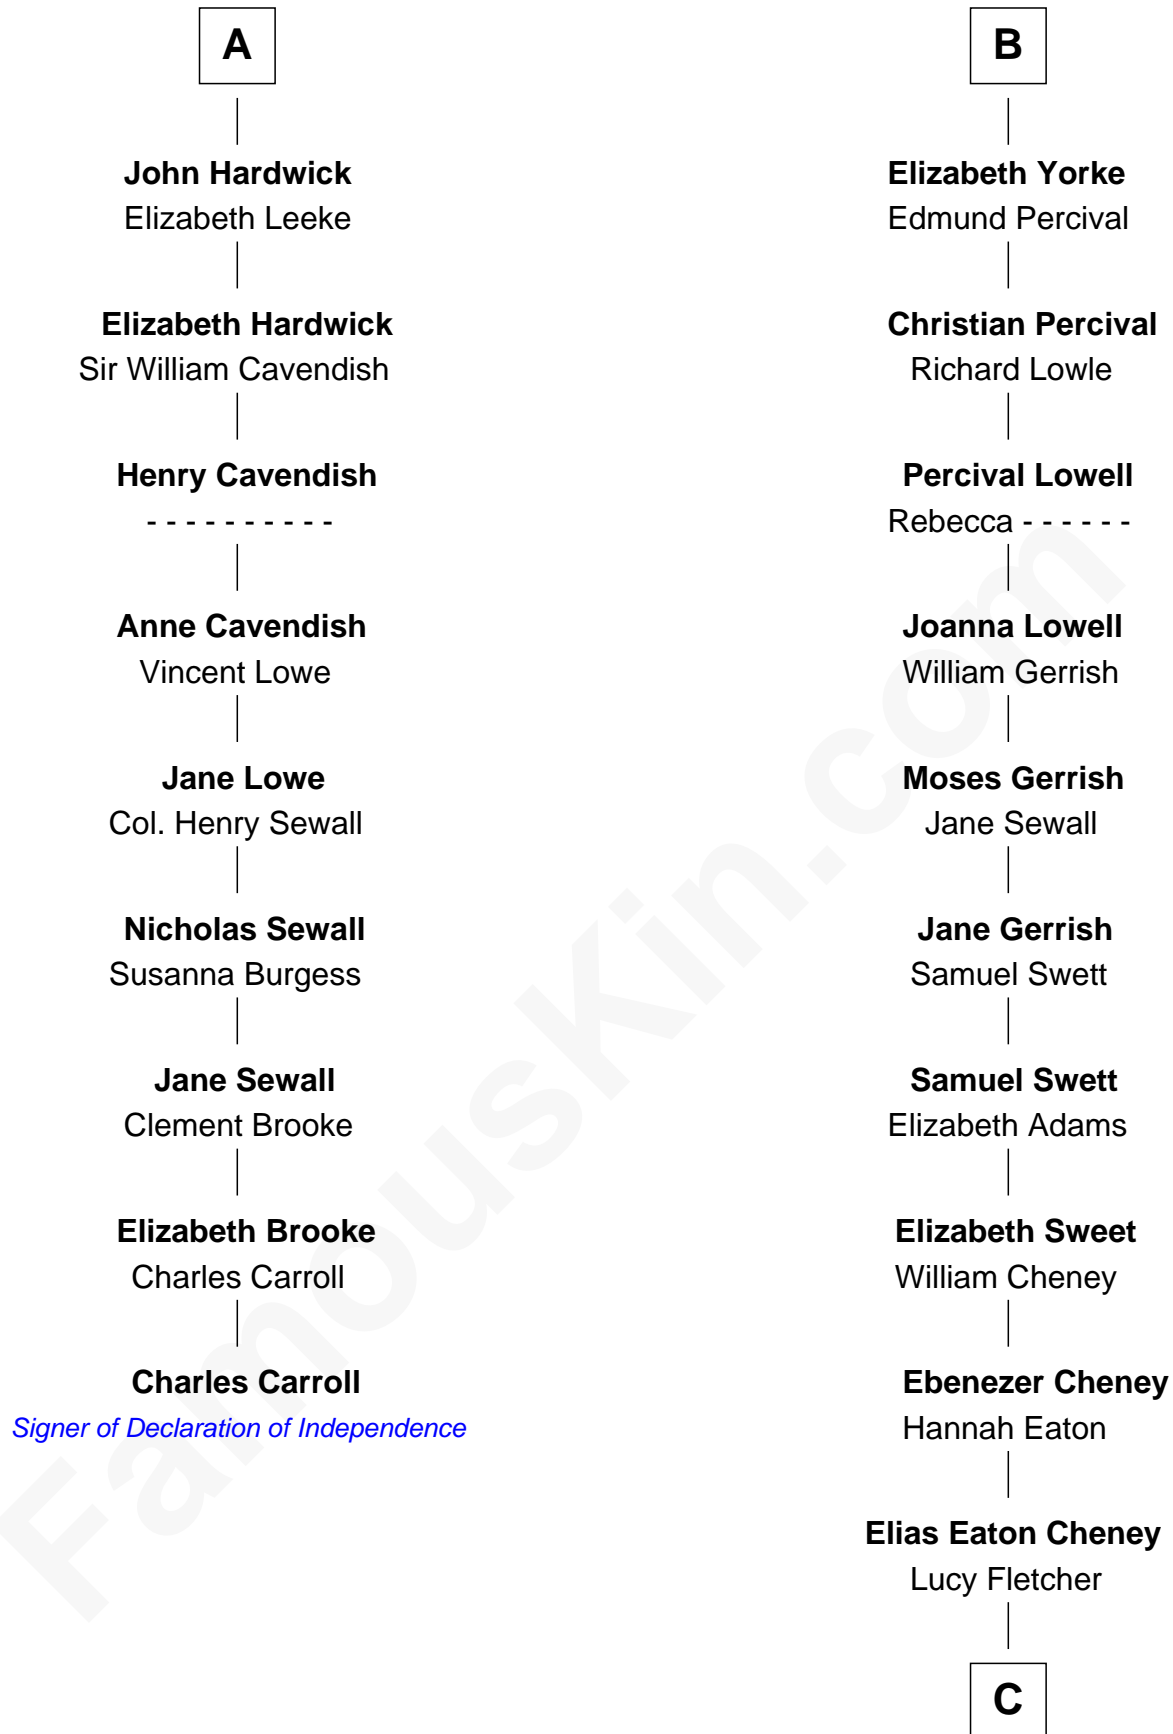 A
John Hardwick
Elizabeth Leeke
Elizabeth Hardwick
Sir William Cavendish
Henry Cavendish
- - - - - - - - - -
Anne Cavendish
Vincent Lowe
Jane Lowe
Col. Henry Sewall
Nicholas Sewall
Susanna Burgess
Jane Sewall
Clement Brooke
Elizabeth Brooke
Charles Carroll
Charles Carroll
Signer of Declaration of Independence
B
Elizabeth Yorke
Edmund Percival
Christian Percival
Richard Lowle
Percival Lowell
Rebecca - - - - - -
Joanna Lowell
William Gerrish
Moses Gerrish
Jane Sewall
Jane Gerrish
Samuel Swett
Samuel Swett
Elizabeth Adams
Elizabeth Sweet
William Cheney
Ebenezer Cheney
Hannah Eaton
Elias Eaton Cheney
Lucy Fletcher
C
FamousKin.com